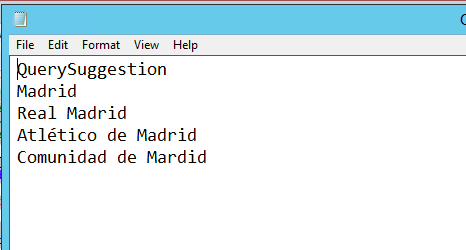 File Edit Format View Help
QuerySuggestion
Madrid
Real Madrid
Atlético de Madrid
Comunidad de Mardid